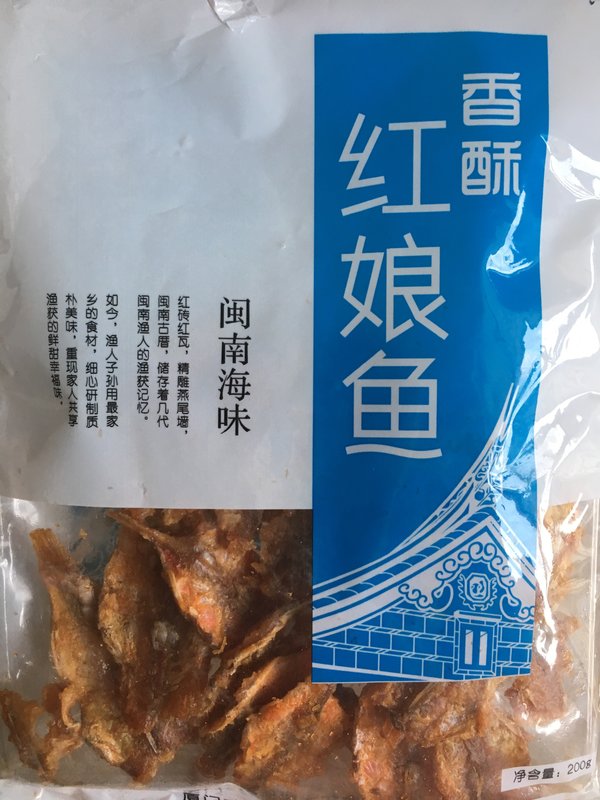 香酥
红娘鱼
闽南海味
红砖红瓦，精雕燕尾墙，
闽南古厝，储存着几代
闽南渔人的渔获记忆。
如今，渔人子孙用最家
乡的食材，细心研制质
朴美味，重现家人共享
渔获的鲜甜幸福味，
净含量：200g